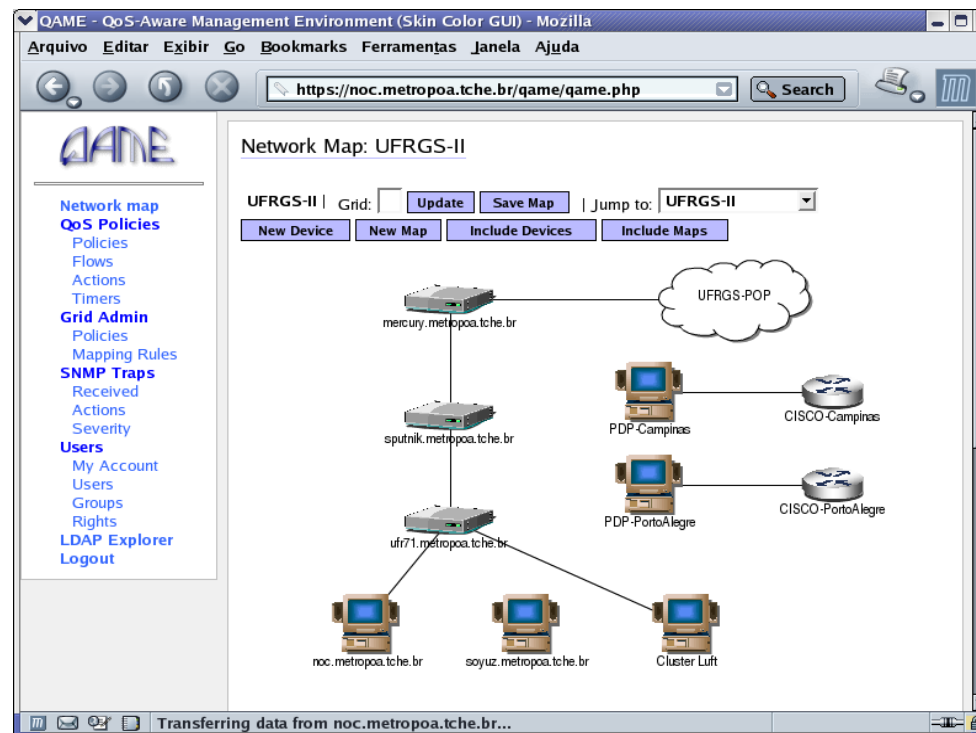 QAME - QoS-Aware Management Environment (Skin Color GUI) - Mozilla
Arquivo Editar Exibir Go Bookmarks Ferramentas Janela Ajuda
https://noc.metropoa.tche.br/qame/qame.php Search
QAME
Network map
QoS Policies
Policies
Flows
Actions
Timers
Grid Admin
Policies
Mapping Rules
SNMP Traps
Received
Actions
Severity
Users
My Account
Users
Groups
Rights
LDAP Explorer
Logout
Network Map: UFRGS-II
UFRGS-II | Grid: Update Save Map | Jump to: UFRGS-II
New Device New Map Include Devices Include Maps
UFRGS-POP
mercury.metropoa.tche.br
sputnik.metropoa.tche.br
PDP-Campinas
CISCO-Campinas
ufr71.metropoa.tche.br
PDP-PortoAlegre
CISCO-PortoAlegre
noc.metropoa.tche.br
soyuz.metropoa.tche.br
Cluster Luft
Transferring data from noc.metropoa.tche.br...